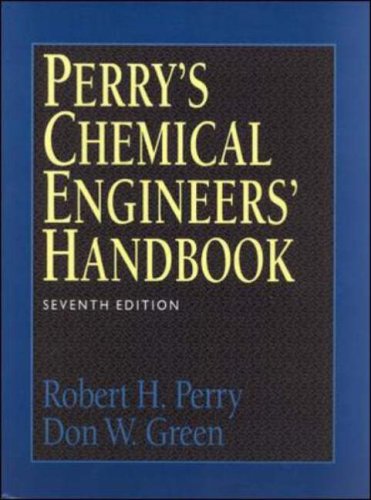 PERRY'S
CHEMICAL
ENGINEERS'
HANDBOOK
SEVENTH EDITION
Robert H. Perry
Don W. Green